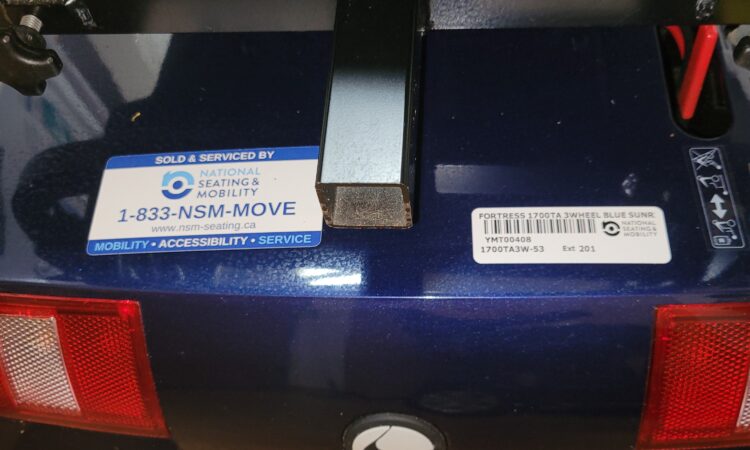 SOLD & SERVICED BY
NATIONAL
SEATING &
MOBILITY
1-833-NSM-MOVE
www.nsm-seating.ca
MOBILITY • ACCESSIBILITY • SERVICE
FORTRESS 1700TA 3WHEEL BLUE SUNR
NATIONAL
SEATING &
MOBILITY
YMT00408
1700TA3W-53 Ext 201